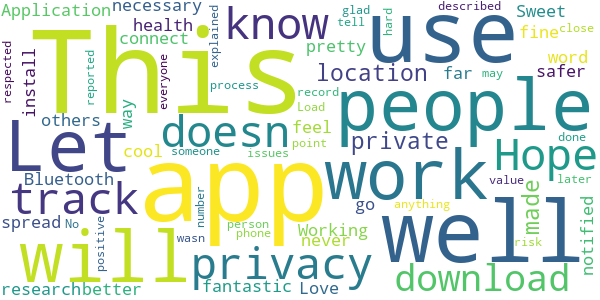 Application necessary
health
connect
explained
know
This
use
glad
tell
hard
described
Sweet
fine close
word
respected
install
reported
process
everyone
pretty
location far may safer
record
Load
people
Let
others
way
doesn
feel
private
cool someone issues point
Hope
track
Bluetooth
app
work
go
well
value done later
made
notified
spread No
positive
will
wasn
number
privacy
person
phone
Working
never
anything
download
risk
researchbetter
fantastic Love